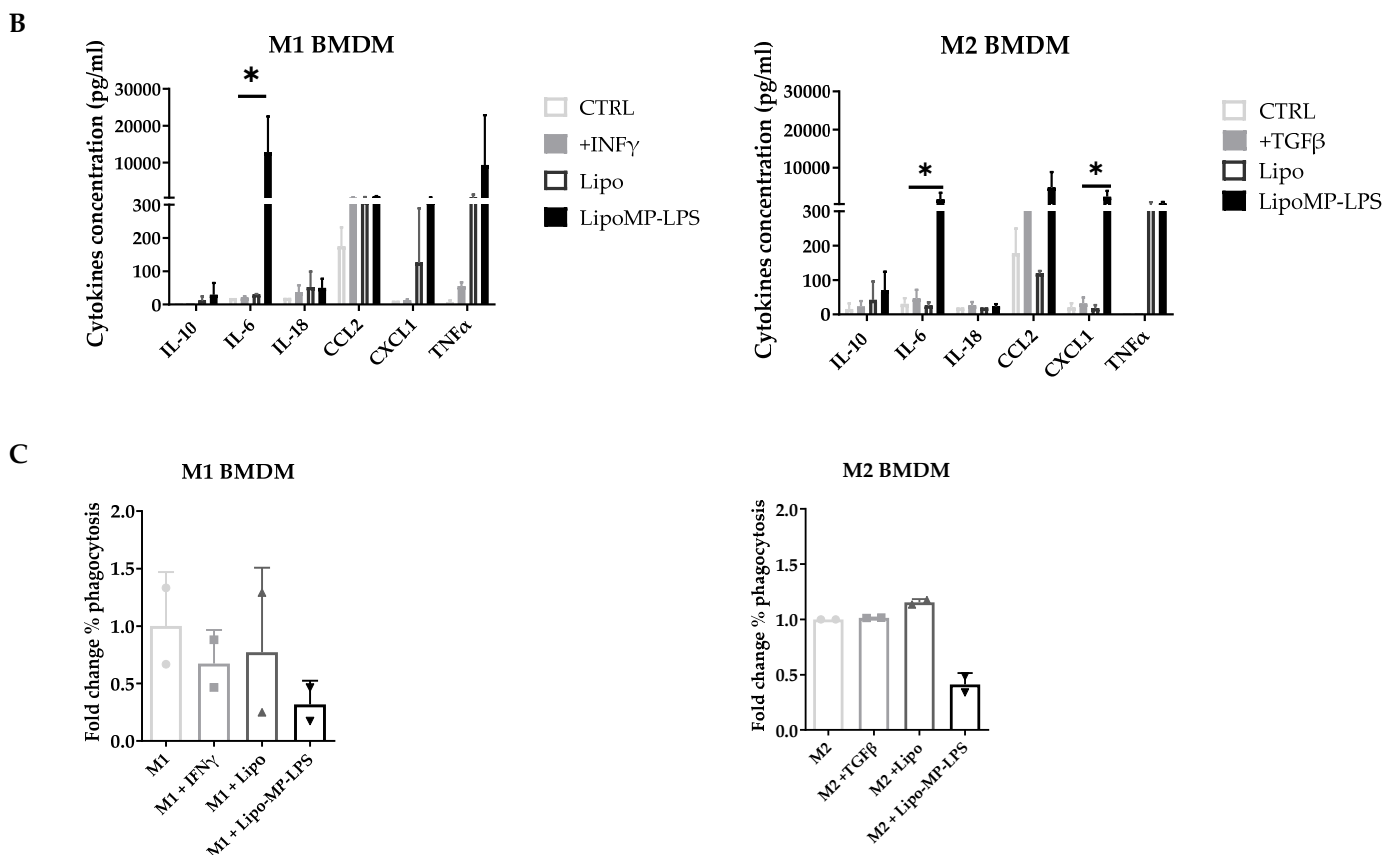 B
M1 BMDM
Cytokines concentration (pg/ml)
30000
20000
10000
300
200
100
0
IL-10
IL-6
IL-18
CCL2
CXCL1
TNFα
*
CTRL
+INFγ
Lipo
LipoMP-LPS
M2 BMDM
Cytokines concentration (pg/ml)
30000
20000
10000
300
200
100
0
IL-10
IL-6
IL-18
CCL2
CXCL1
TNFα
*
*
CTRL
+TGFβ
Lipo
LipoMP-LPS
C
M1 BMDM
Fold change % phagocytosis
2.0
1.5
1.0
0.5
0.0
M1
M1 + IFNγ
M1 + Lipo
M1 + Lipo-MP-LPS
M2 BMDM
Fold change % phagocytosis
2.0
1.5
1.0
0.5
0.0
M2
M2 +TGFβ
M2 +Lipo
M2 + Lipo-MP-LPS